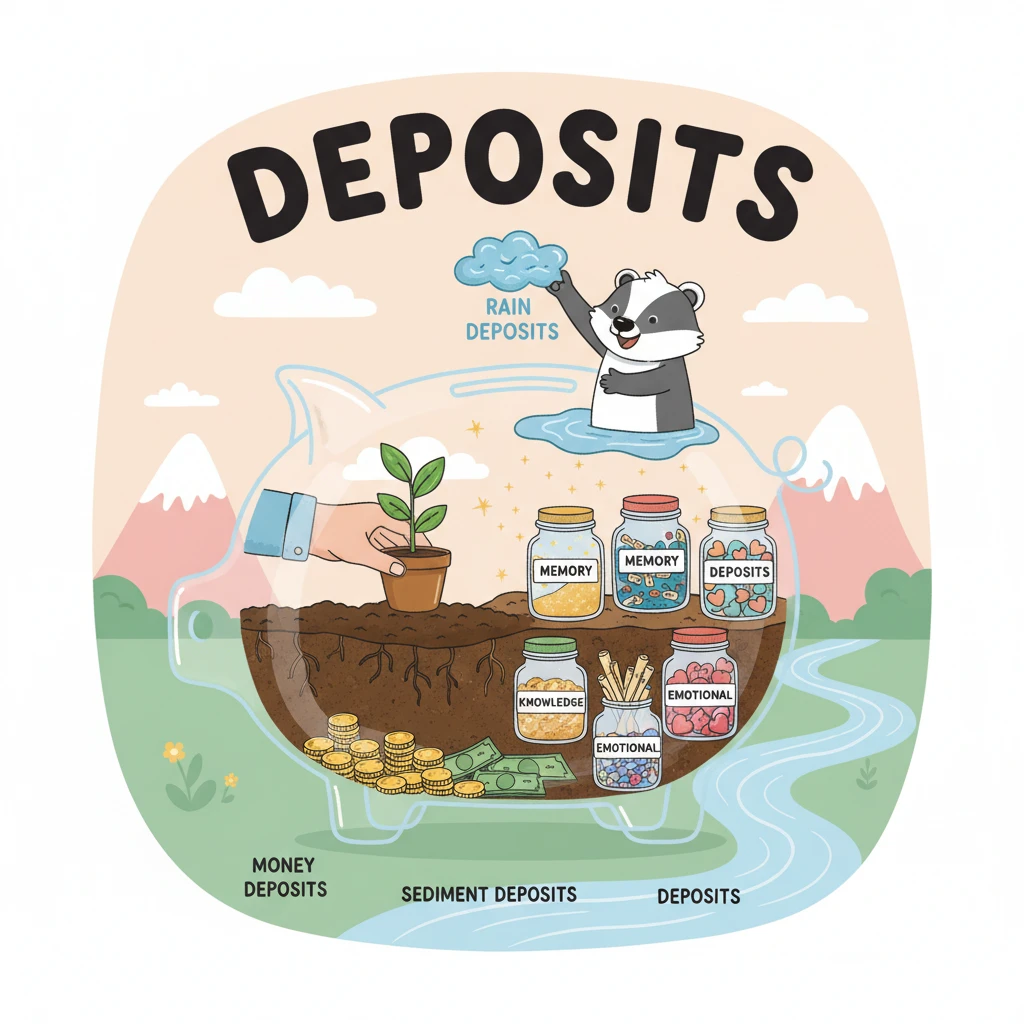 DEPOSITS
RAIN
DEPOSITS
MEMORY
MEMORY
DEPOSITS
KNOWLEDGE
EMOTIONAL
EMOTIONAL
MONEY
DEPOSITS
SEDIMENT DEPOSITS
DEPOSITS